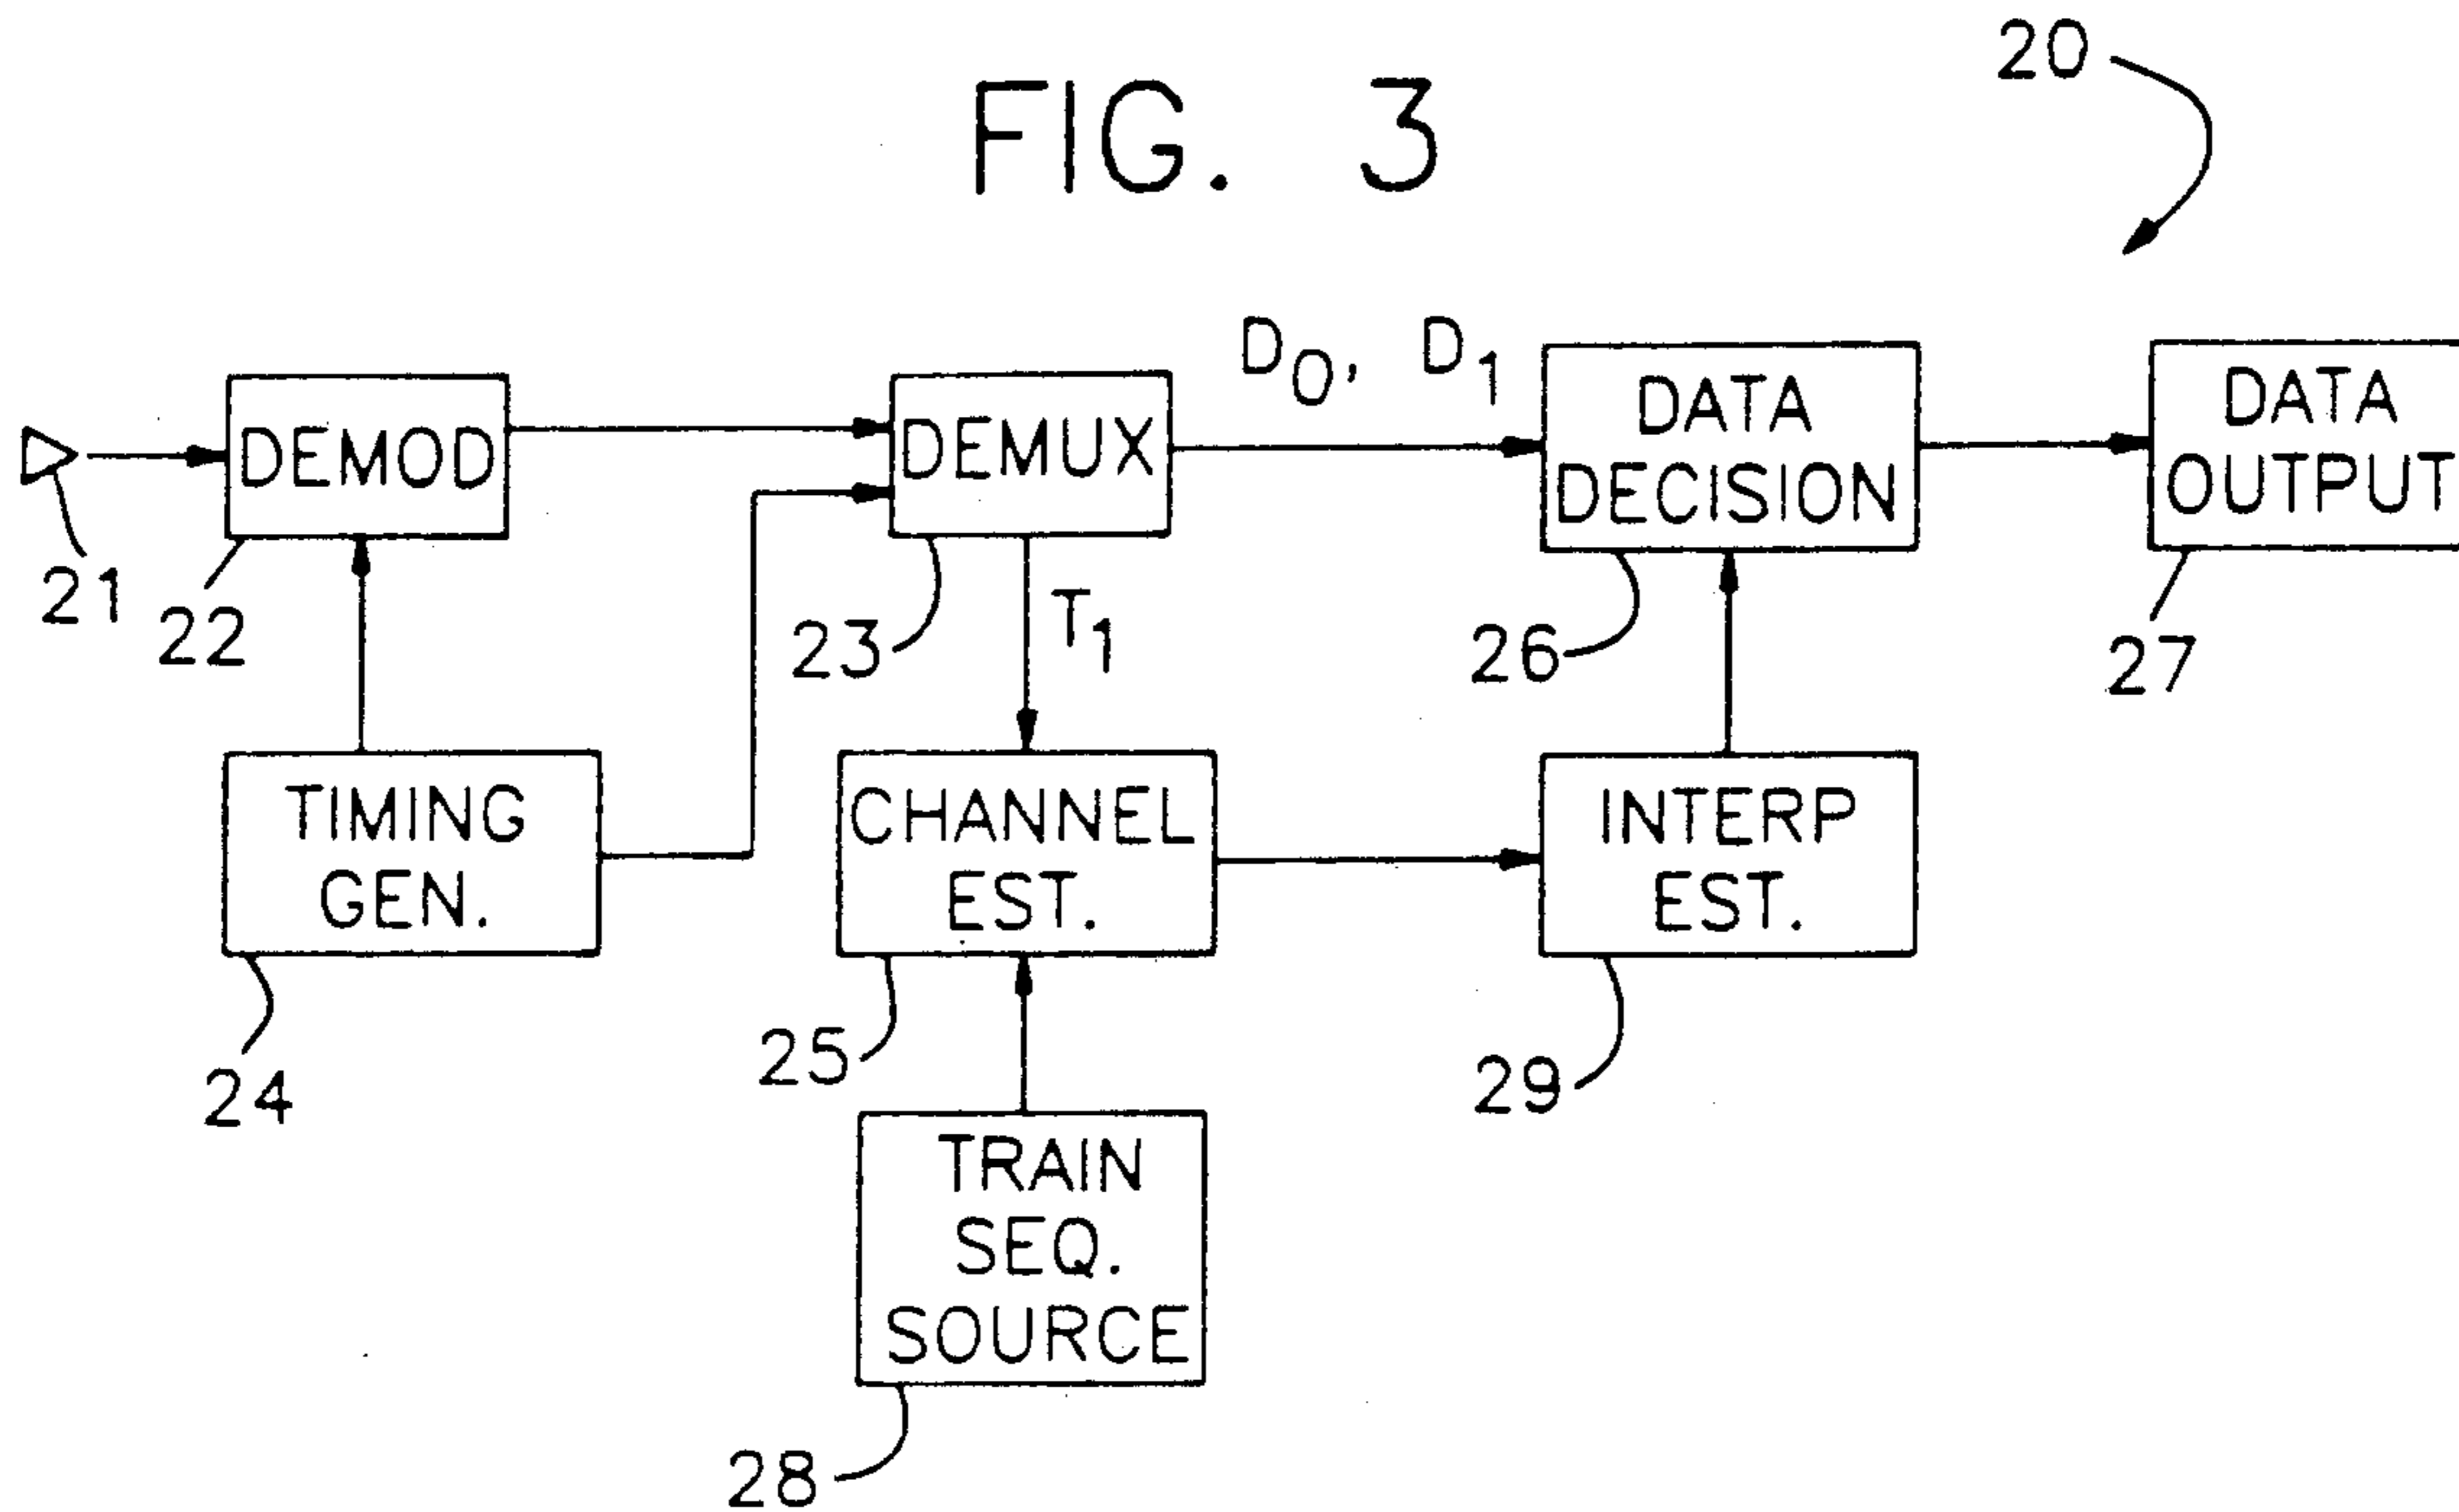 FIG. 3
20
D0, D1
DEMOD
DEMUX
DATA
DECISION
DATA
OUTPUT
21
22
23
T1
26
27
TIMING
GEN.
CHANNEL
EST.
INTERP
EST.
24
25
29
TRAIN
SEQ.
SOURCE
28